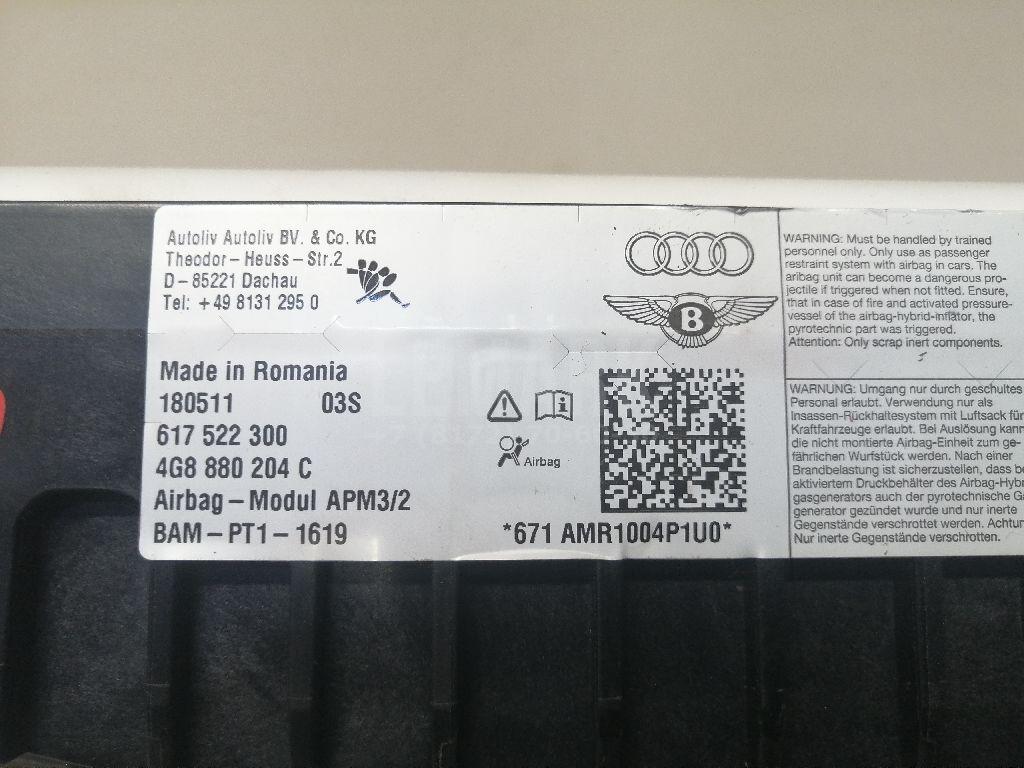 Autoliv Autoliv BV. & Co. KG
Theodor-Heuss-Str.2
D-85221 Dachau
Tel: +49 8131 295 0
Made in Romania
180511 03S
617 522 300
4G8 880 204 C
Airbag-Modul APM3/2
BAM-PT1-1619
B
Airbag
*671 AMR1004P1U0*
WARNING: Must be handled by trained
personnel only. Only use as passenger
restraint system with airbag in cars. The
airbag unit can become a dangerous pro-
jectile if triggered when not fitted. Ensure,
that in case of fire and activated pressure-
vessel of the airbag-hybrid-inflator, the
pyrotechnic part was triggered.
Attention: Only scrap inert components.
WARNUNG: Umgang nur durch geschultes
Personal erlaubt. Verwendung nur als
Insassen-Rückhaltesystem mit Luftsack für
Kraftfahrzeuge erlaubt. Bei Auslösung kann
die nicht montierte Airbag-Einheit zum ge-
fährlichen Wurfstück werden. Nach einer
Brandbelastung ist sicherzustellen, dass be
aktiviertem Druckbehälter des Airbag-Hyb
gasgenerators auch der pyrotechnische Ga
generator gezündet wurde und nur inerte
Gegenstände verschrottet werden. Achtun
Nur inerte Gegenstände verschrotten.